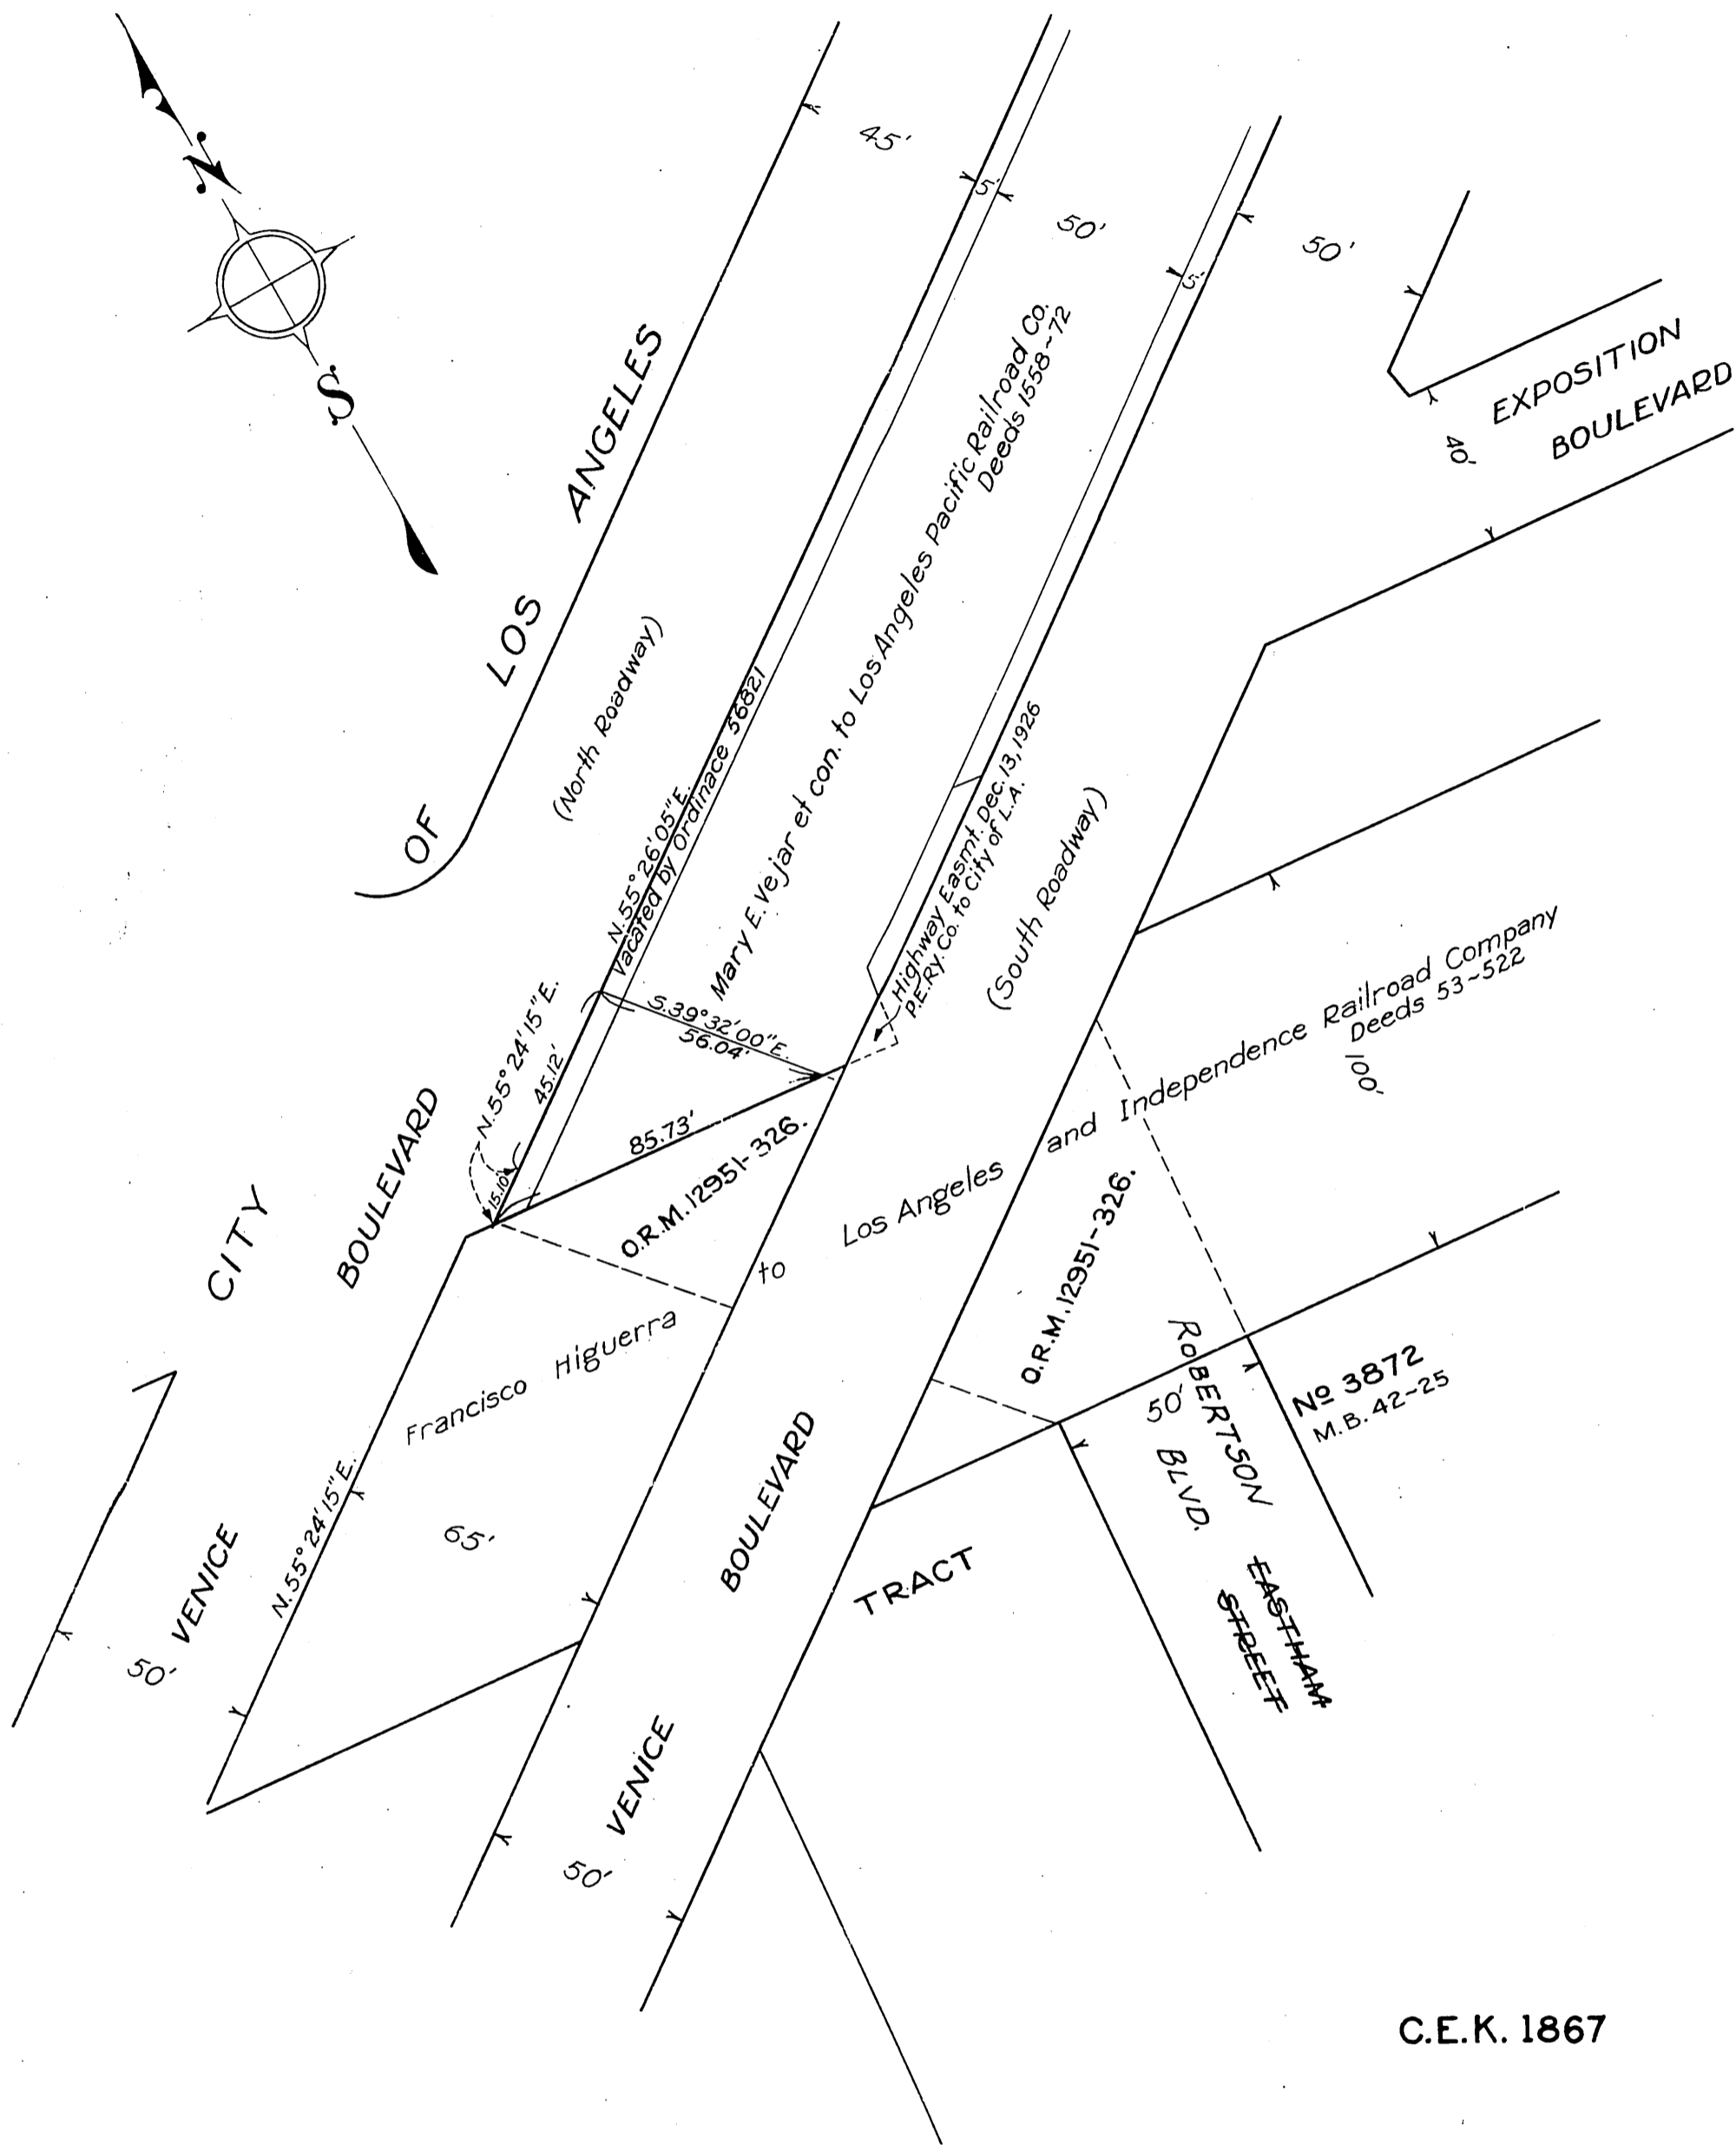 N
S
45'
5'
50'
5'
50'
EXPOSITION
BOULEVARD
40'
CITY OF LOS ANGELES
(North Roadway)
N.55°26'05"E.
Vacated by Ordinace 56821
Mary E. Vejar et con. to Los Angeles Pacific Railroad Co.
Deeds 1558~72
Highway Easmt. Dec. 13, 1926
P.E.Ry. Co. to City of L.A.
(South Roadway)
N.55°24'15"E.
45.12'
15.10'
S.39°32'00"E.
56.04'
85.73'
O.R.M. 12951-326.
Francisco Higuerra to Los Angeles and Independence Railroad Company
Deeds 53~522
100'
O.R.M. 12951-326.
VENICE BOULEVARD
50'
N.55°24'15"E.
65'
VENICE BOULEVARD
50'
TRACT
No 3872
M.B. 42~25
50'
ROBERTSON
BLVD.
EASTHAM
STREET
C.E.K. 1867